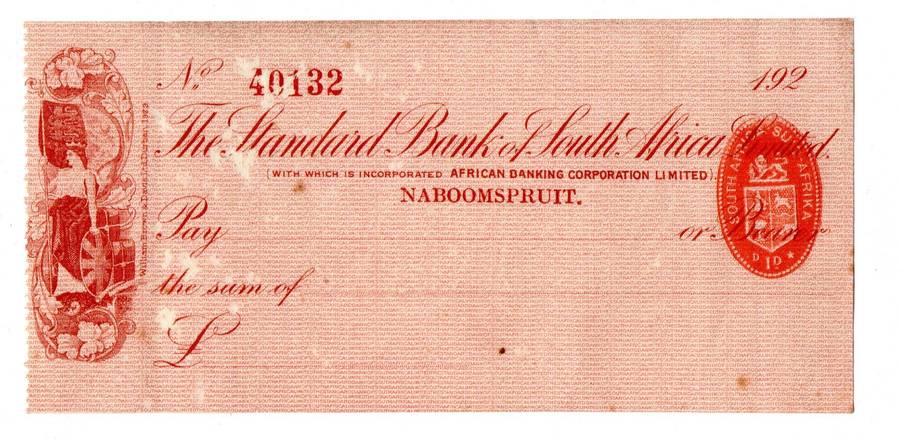 No. 40132 192
The Standard Bank of South Africa Limited.
(WITH WHICH IS INCORPORATED AFRICAN BANKING CORPORATION LIMITED).
NABOOMSPRUIT.
Pay or Bearer
the sum of
£
SOUTH AFRICA SUID-AFRIKA
D 1D